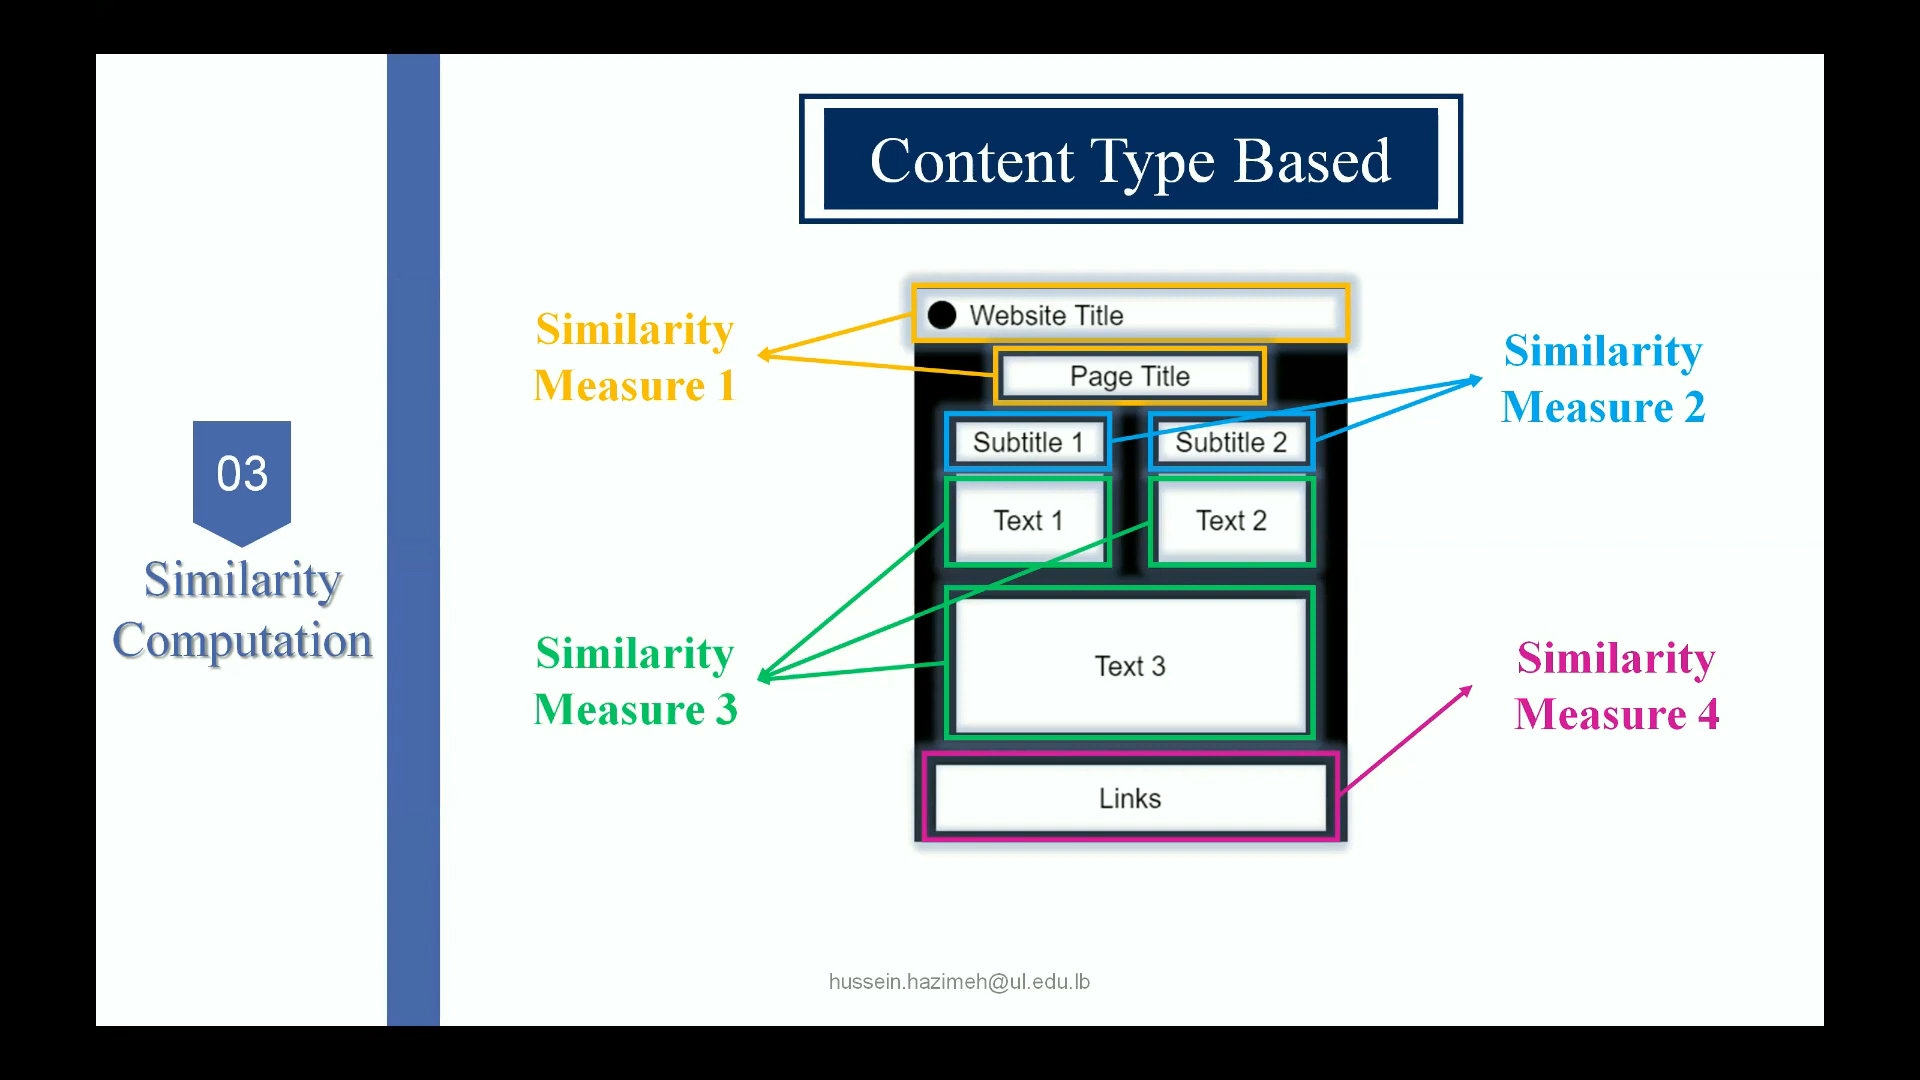 Content Type Based
03
Similarity
Computation
Similarity
Measure 1
Similarity
Measure 2
Similarity
Measure 3
Similarity
Measure 4
Website Title
Page Title
Subtitle 1
Subtitle 2
Text 1
Text 2
Text 3
Links
hussein.hazimeh@ul.edu.lb